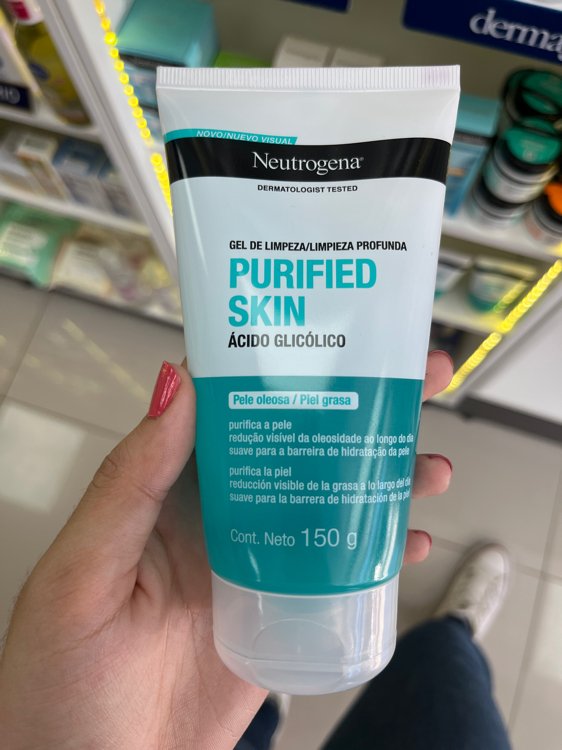 NOVO/NUEVO VISUAL
Neutrogena®
DERMATOLOGIST TESTED
GEL DE LIMPEZA/LIMPIEZA PROFUNDA
PURIFIED
SKIN
ÁCIDO GLICÓLICO
Pele oleosa / Piel grasa
purifica a pele
redução visível da oleosidade ao longo do dia
suave para a barreira de hidratação da pele
purifica la piel
reducción visible de la grasa a lo largo del día
suave para la barrera de hidratación de la piel
Cont. Neto 150 g